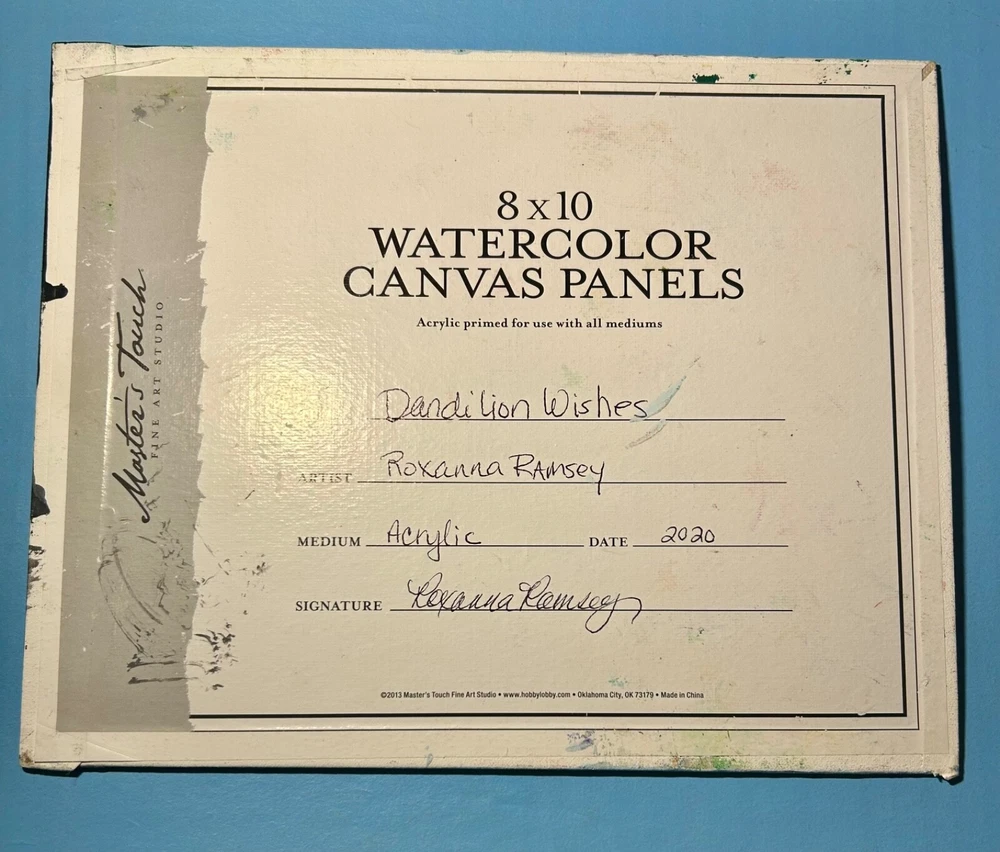 Master's Touch
FINE ART STUDIO
8 x 10
WATERCOLOR
CANVAS PANELS
Acrylic primed for use with all mediums
Dandilion Wishes
ARTIST Roxanna Ramsey
MEDIUM Acrylic DATE 2020
SIGNATURE Roxanna Ramsey
©2013 Master's Touch Fine Art Studio • www.hobbylobby.com • Oklahoma City, OK 73179 • Made in China